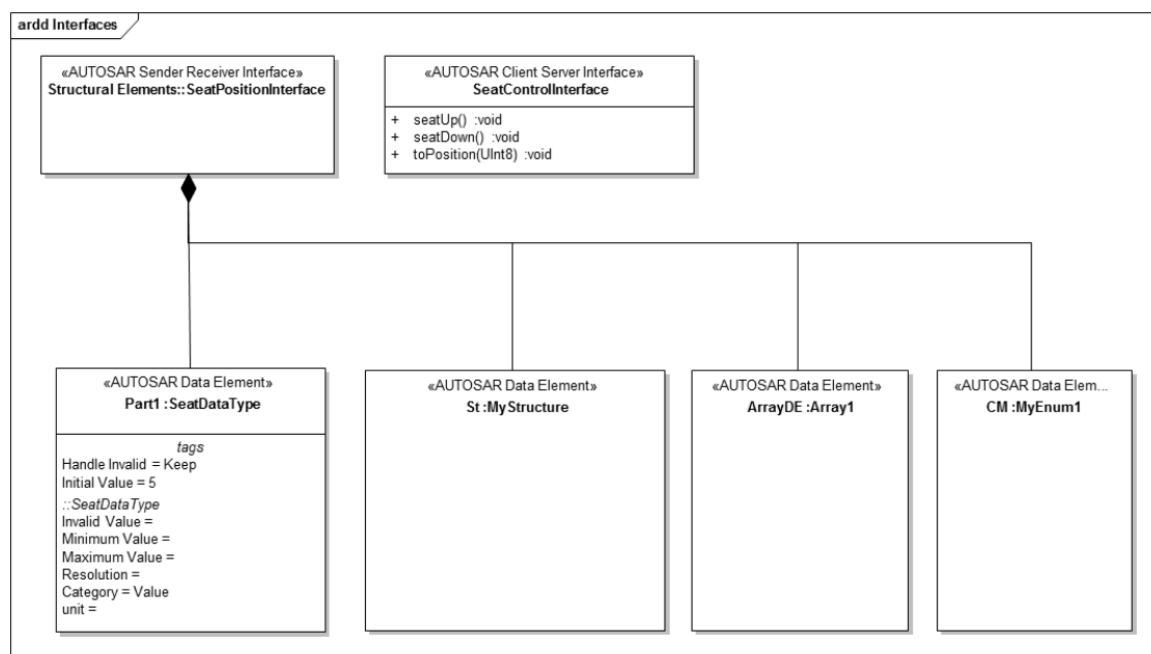 ardd Interfaces
«AUTOSAR Sender Receiver Interface»
Structural Elements::SeatPositionInterface
«AUTOSAR Client Server Interface»
SeatControlInterface
+ seatUp() :void
+ seatDown() :void
+ toPosition(UInt8) :void
«AUTOSAR Data Element»
Part1 :SeatDataType
tags
Handle Invalid = Keep
Initial Value = 5
::SeatDataType
Invalid Value =
Minimum Value =
Maximum Value =
Resolution =
Category = Value
unit =
«AUTOSAR Data Element»
St :MyStructure
«AUTOSAR Data Element»
ArrayDE :Array1
«AUTOSAR Data Elem...
CM :MyEnum1